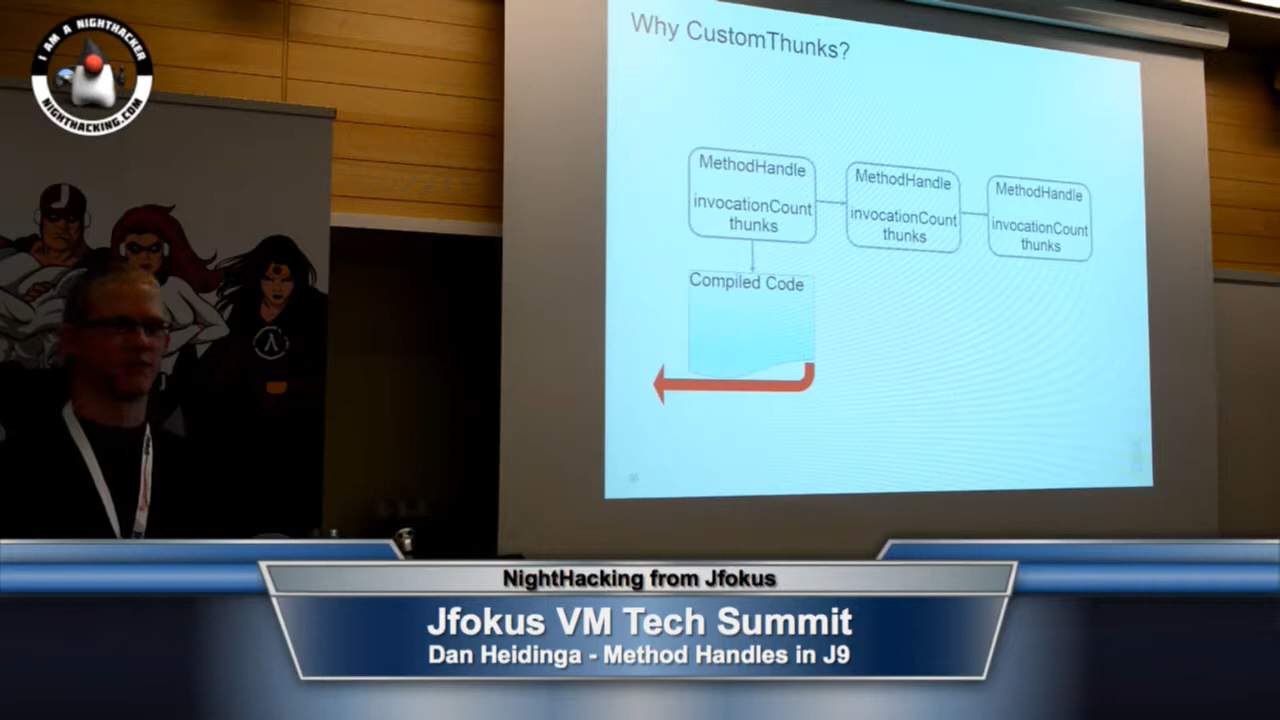 I AM A NIGHTHACKER
NIGHTHACKING.COM
Why CustomThunks?
MethodHandle
invocationCount
thunks
MethodHandle
invocationCount
thunks
MethodHandle
invocationCount
thunks
Compiled Code
J
λ
NightHacking from Jfokus
Jfokus VM Tech Summit
Dan Heidinga - Method Handles in J9